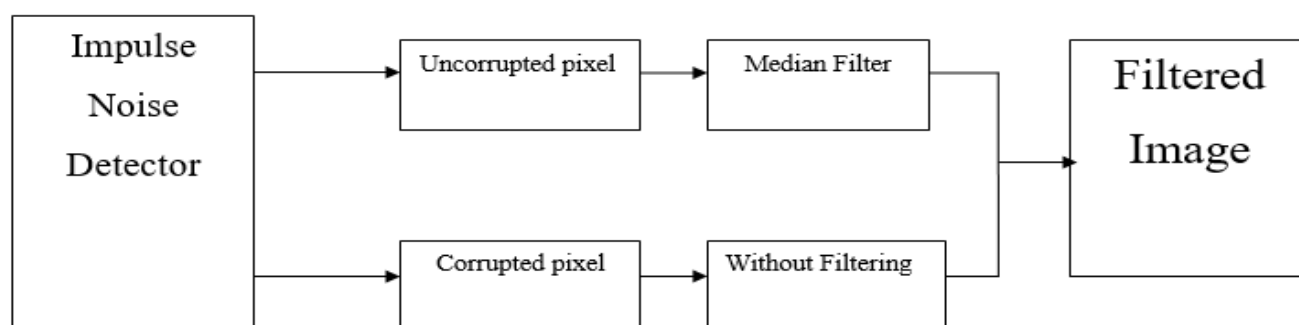 Impulse
Noise
Detector
Uncorrupted pixel
Median Filter
Corrupted pixel
Without Filtering
Filtered
Image